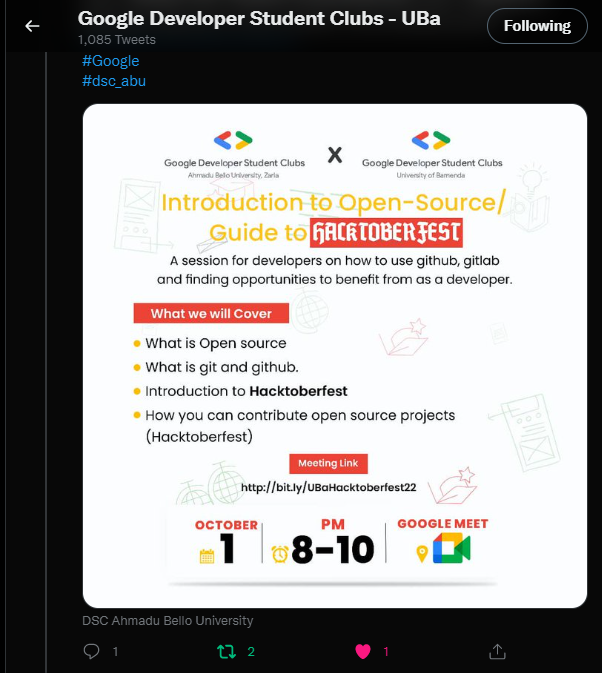 Google Developer Student Clubs - UBa
1,085 Tweets
Following
#Google
#dsc_abu
Google Developer Student Clubs
Ahmadu Bello University, Zaria
X
Google Developer Student Clubs
University of Bamenda
Introduction to Open-Source/
Guide to HACKTOBERFEST
A session for developers on how to use github, gitlab
and finding opportunities to benefit from as a developer.
What we will Cover
What is Open source
What is git and github.
Introduction to Hacktoberfest
How you can contribute open source projects
(Hacktoberfest)
Meeting Link
http://bit.ly/UBaHacktoberfest22
OCTOBER
1
PM
8-10
GOOGLE MEET
DSC Ahmadu Bello University
1
2
1